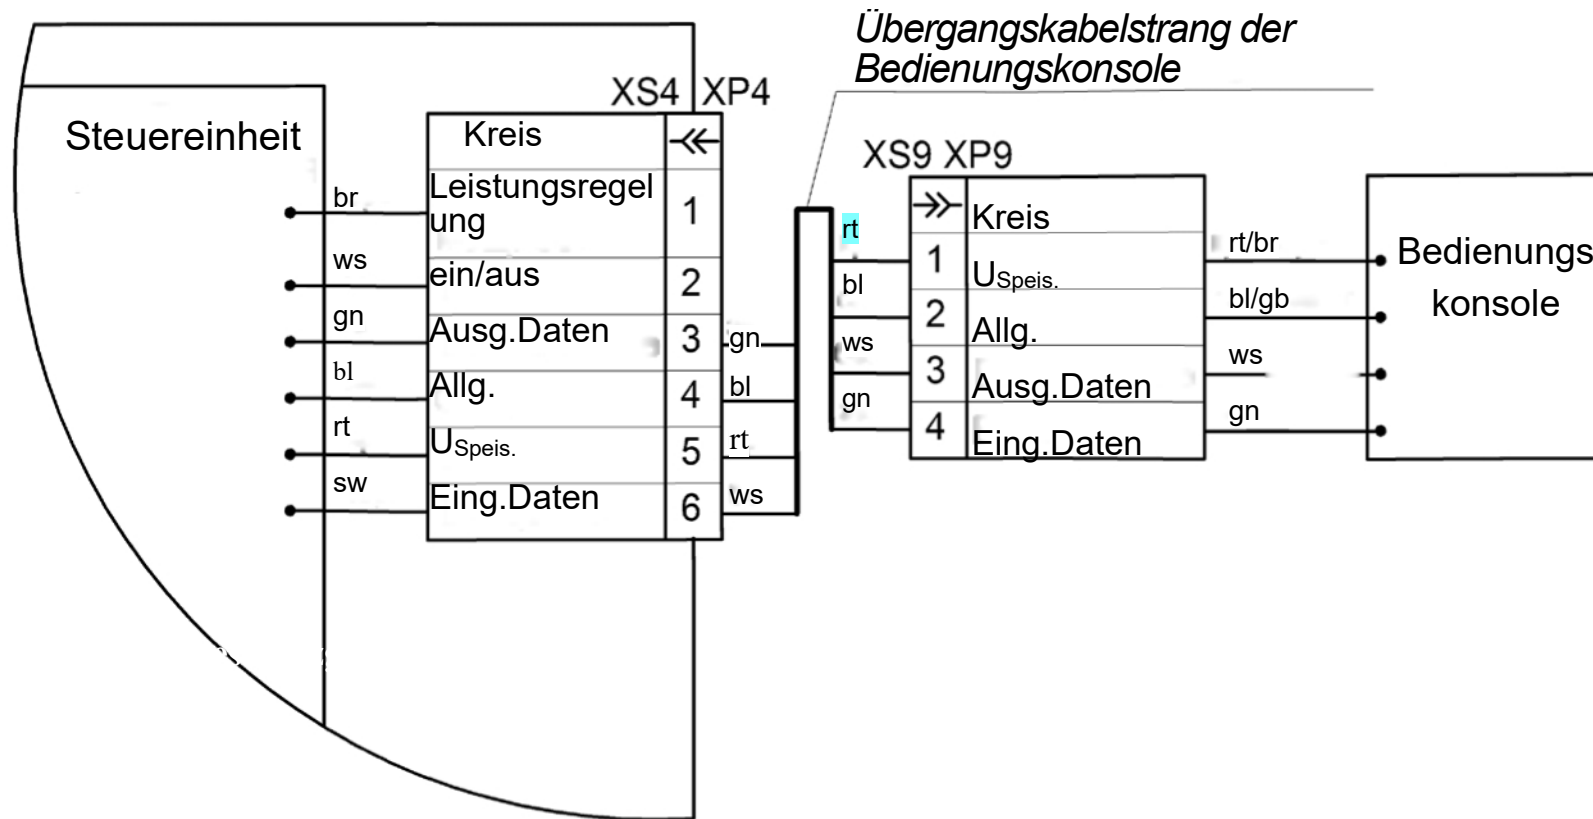 Übergangskabelstrang der
Bedienungskonsole
XS4 XP4
Steuereinheit
Kreis
br
Leistungsregel
ung
1
ws
ein/aus
2
gn
Ausg.Daten
3
gn
bl
Allg.
4
bl
rt
USpeis.
5
rt
sw
Eing.Daten
6
ws
XS9 XP9
Kreis
rt
1
USpeis.
rt/br
bl
2
Allg.
bl/gb
ws
3
Ausg.Daten
ws
gn
4
Eing.Daten
gn
Bedienungs
konsole